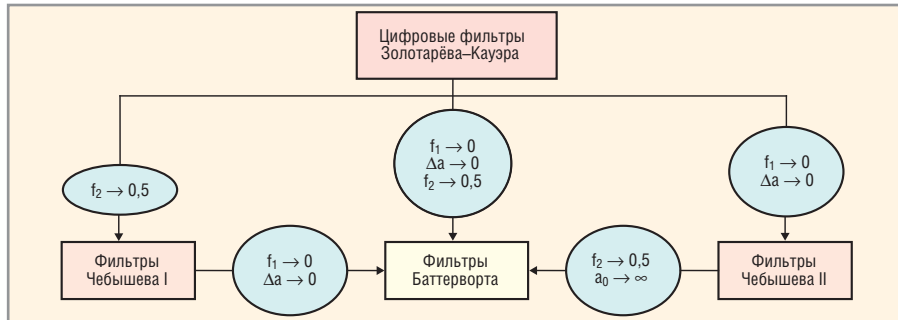 Цифровые фильтры
Золотарёва–Кауэра
f₂ → 0,5
f₁ → 0
Δa → 0
f₂ → 0,5
f₁ → 0
Δa → 0
Фильтры
Чебышева I
f₁ → 0
Δa → 0
Фильтры
Баттерворта
f₂ → 0,5
a₀ → ∞
Фильтры
Чебышева II